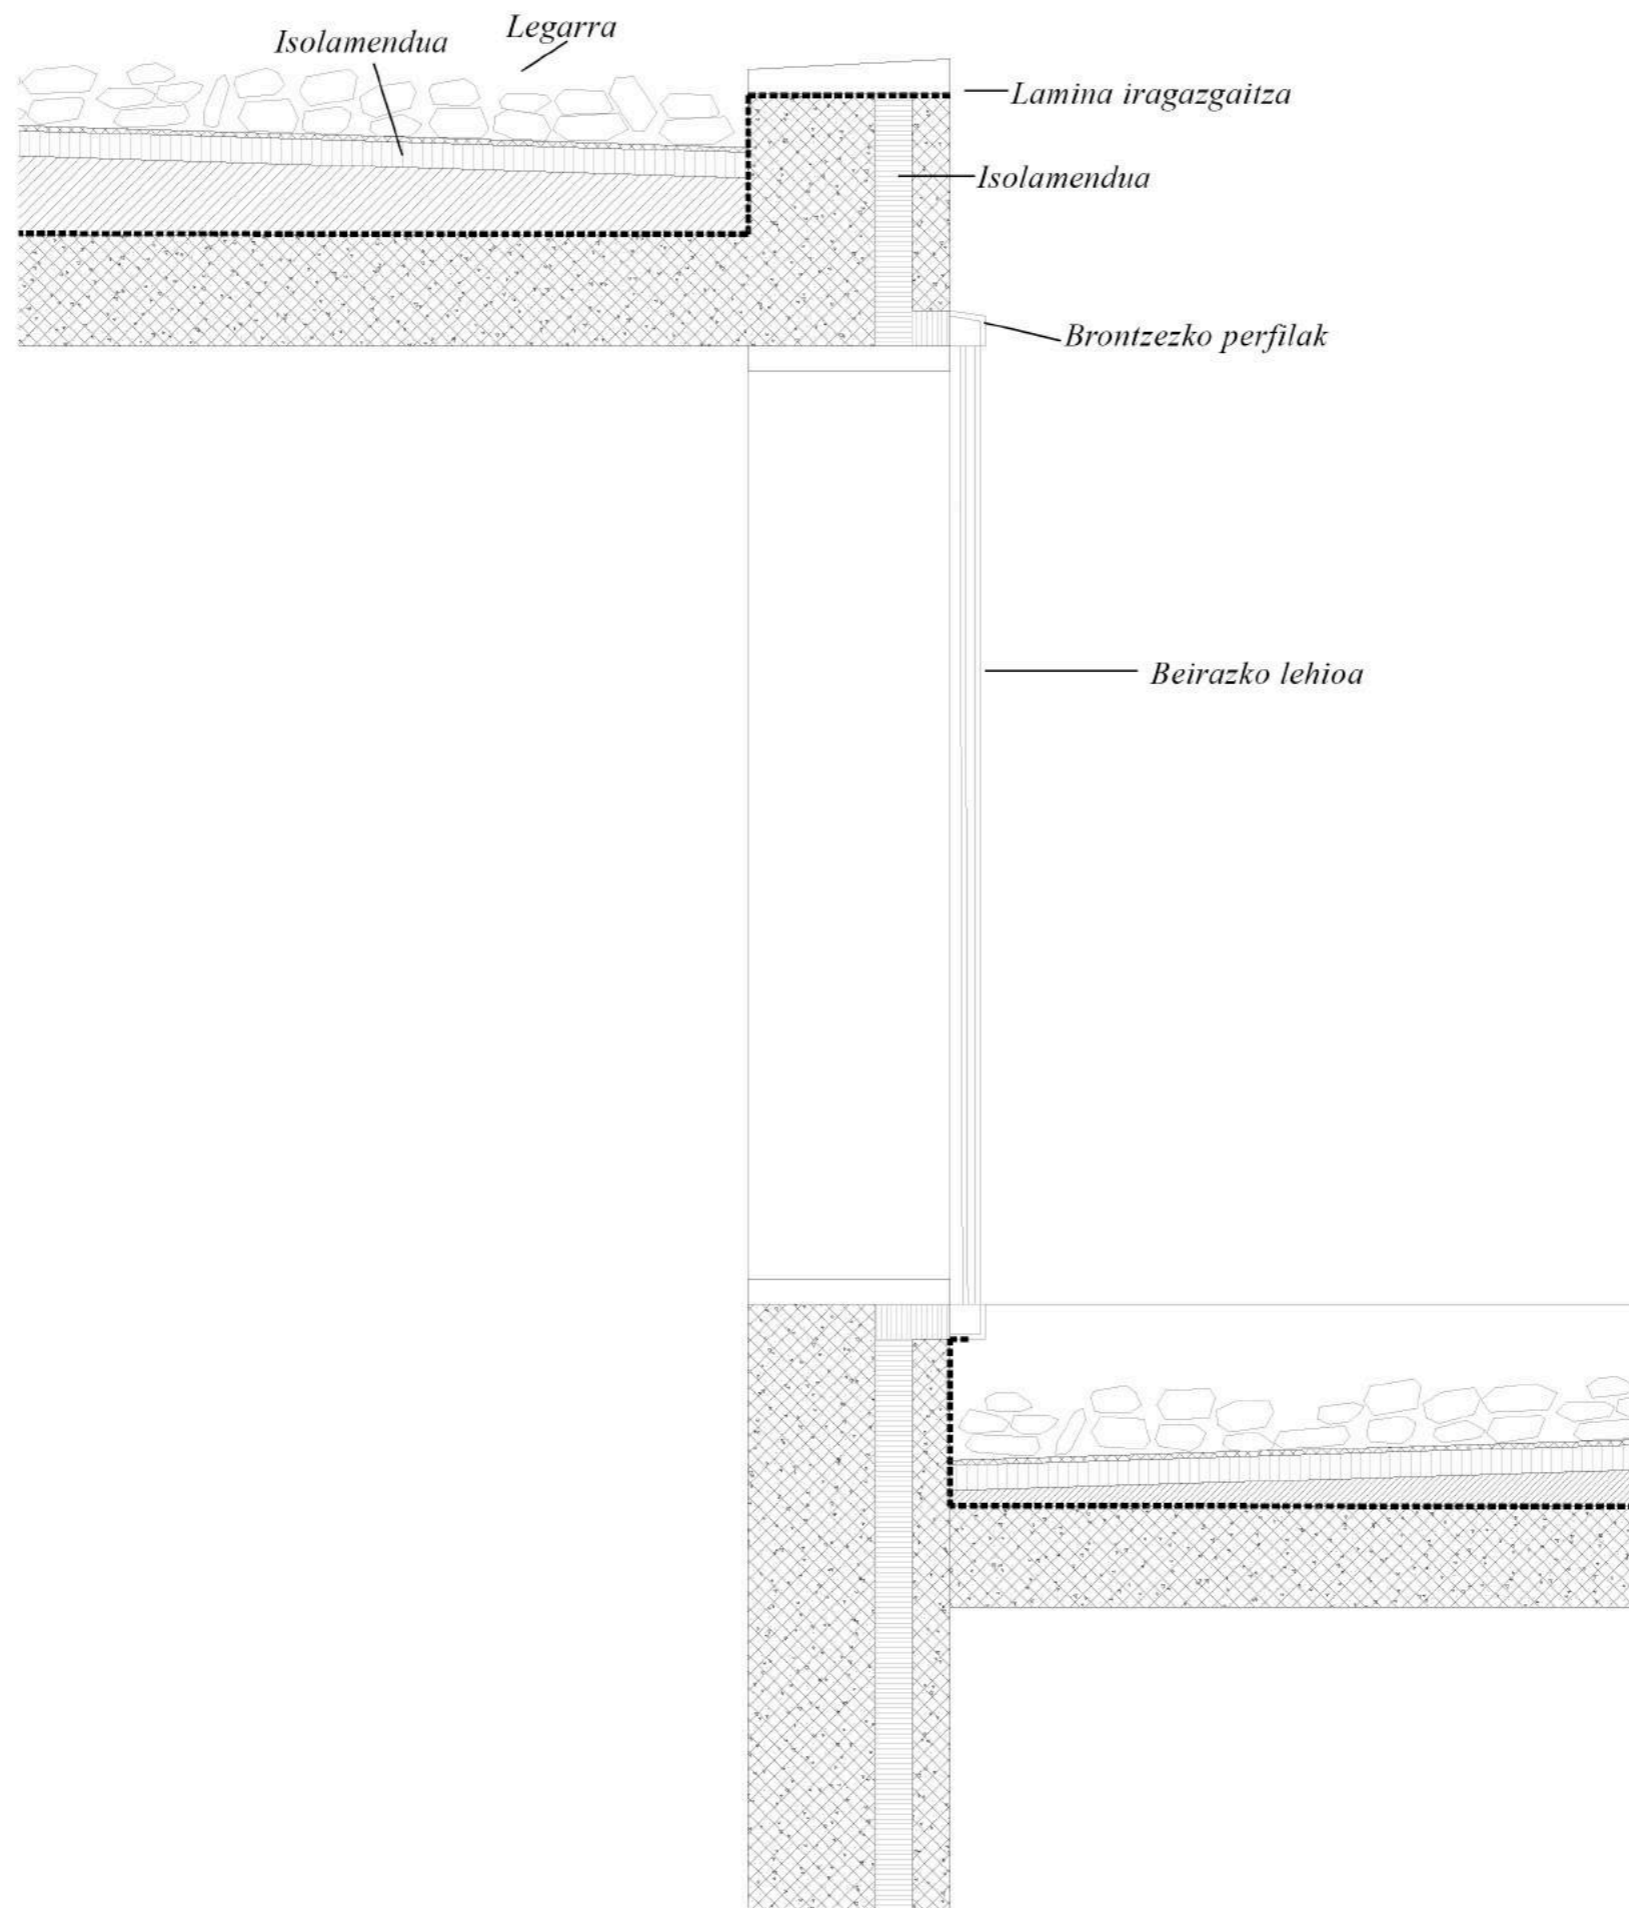 Legarra
Isolamendua
Lamina iragazgaitza
Isolamendua
Brontzezko perfilak
Beirazko lehioa